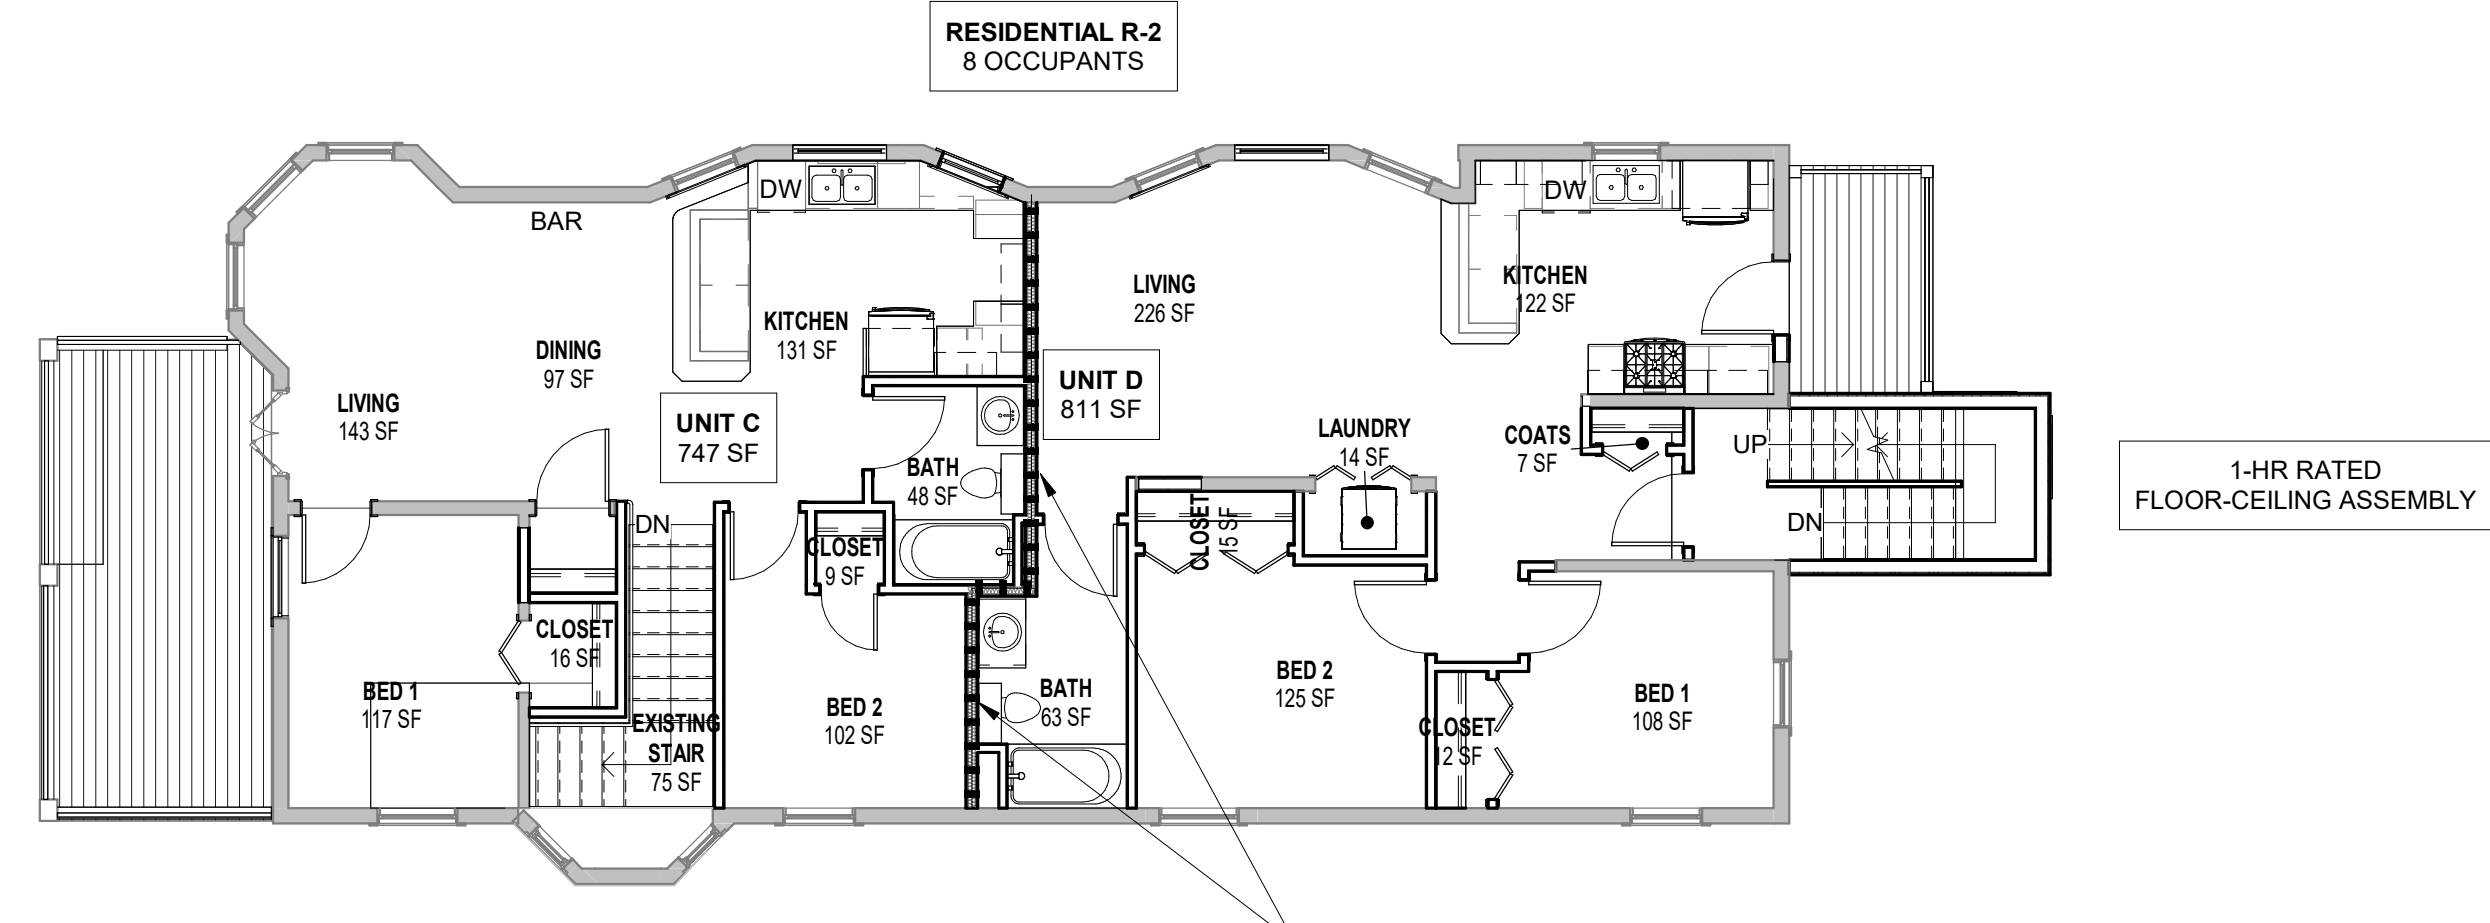 RESIDENTIAL R-2
8 OCCUPANTS
DW
DW
BAR
LIVING
226 SF
KITCHEN
122 SF
KITCHEN
131 SF
DINING
97 SF
UNIT D
811 SF
LIVING
143 SF
UNIT C
747 SF
LAUNDRY
14 SF
COATS
7 SF
UP
BATH
48 SF
1-HR RATED
FLOOR-CEILING ASSEMBLY
DN
DN
CLOSET
15 SF
CLOSET
9 SF
CLOSET
16 SF
BED 1
117 SF
EXISTING
STAIR
75 SF
BED 2
102 SF
BATH
63 SF
BED 2
125 SF
CLOSET
12 SF
BED 1
108 SF